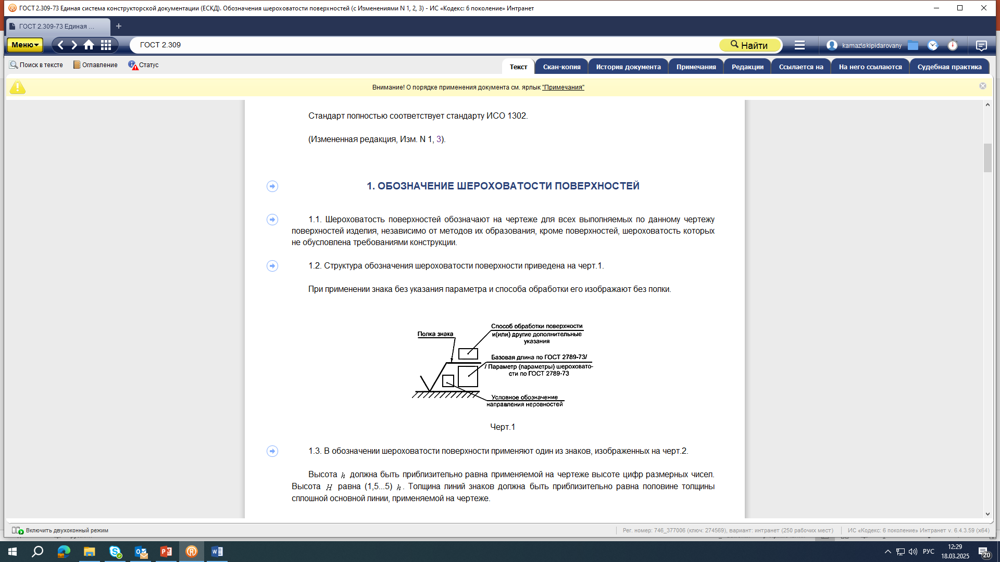 ГОСТ 2.309-73 Единая система конструкторской документации (ЕСКД). Обозначения шероховатости поверхностей (с Изменениями N 1, 2, 3) - ИС «Кодекс: 6 поколение» Интранет
ГОСТ 2.309-73 Единая ...
Меню
ГОСТ 2.309
Найти
kamaz\skipidarovany
Поиск в тексте
Оглавление
Статус
Текст
Скан-копия
История документа
Примечания
Редакции
Ссылается на
На него ссылаются
Судебная практика
Внимание! О порядке применения документа см. ярлык "Примечания"
Стандарт полностью соответствует стандарту ИСО 1302.
(Измененная редакция, Изм. N 1, 3).
1. ОБОЗНАЧЕНИЕ ШЕРОХОВАТОСТИ ПОВЕРХНОСТЕЙ
1.1. Шероховатость поверхностей обозначают на чертеже для всех выполняемых по данному чертежу
поверхностей изделия, независимо от методов их образования, кроме поверхностей, шероховатость которых
не обусловлена требованиями конструкции.
1.2. Структура обозначения шероховатости поверхности приведена на черт.1.
При применении знака без указания параметра и способа обработки его изображают без полки.
Полка знака
Способ обработки поверхности
и(или) другие дополнительные
указания
Базовая длина по ГОСТ 2789-73/
/ Параметр (параметры) шероховато-
сти по ГОСТ 2789-73
Условное обозначение
направления неровностей
Черт.1
1.3. В обозначении шероховатости поверхности применяют один из знаков, изображенных на черт.2.
Высота h должна быть приблизительно равна применяемой на чертеже высоте цифр размерных чисел.
Высота H равна (1,5...5) h. Толщина линий знаков должна быть приблизительно равна половине толщины
сплошной основной линии, применяемой на чертеже.
Включить двухоконный режим
Рег. номер: 746_377006 (ключ: 274569), вариант: интранет (250 рабочих мест)
ИС «Кодекс: 6 поколение» Интранет v. 6.4.3.59 (x64)
РУС
12:29
18.03.2025
20